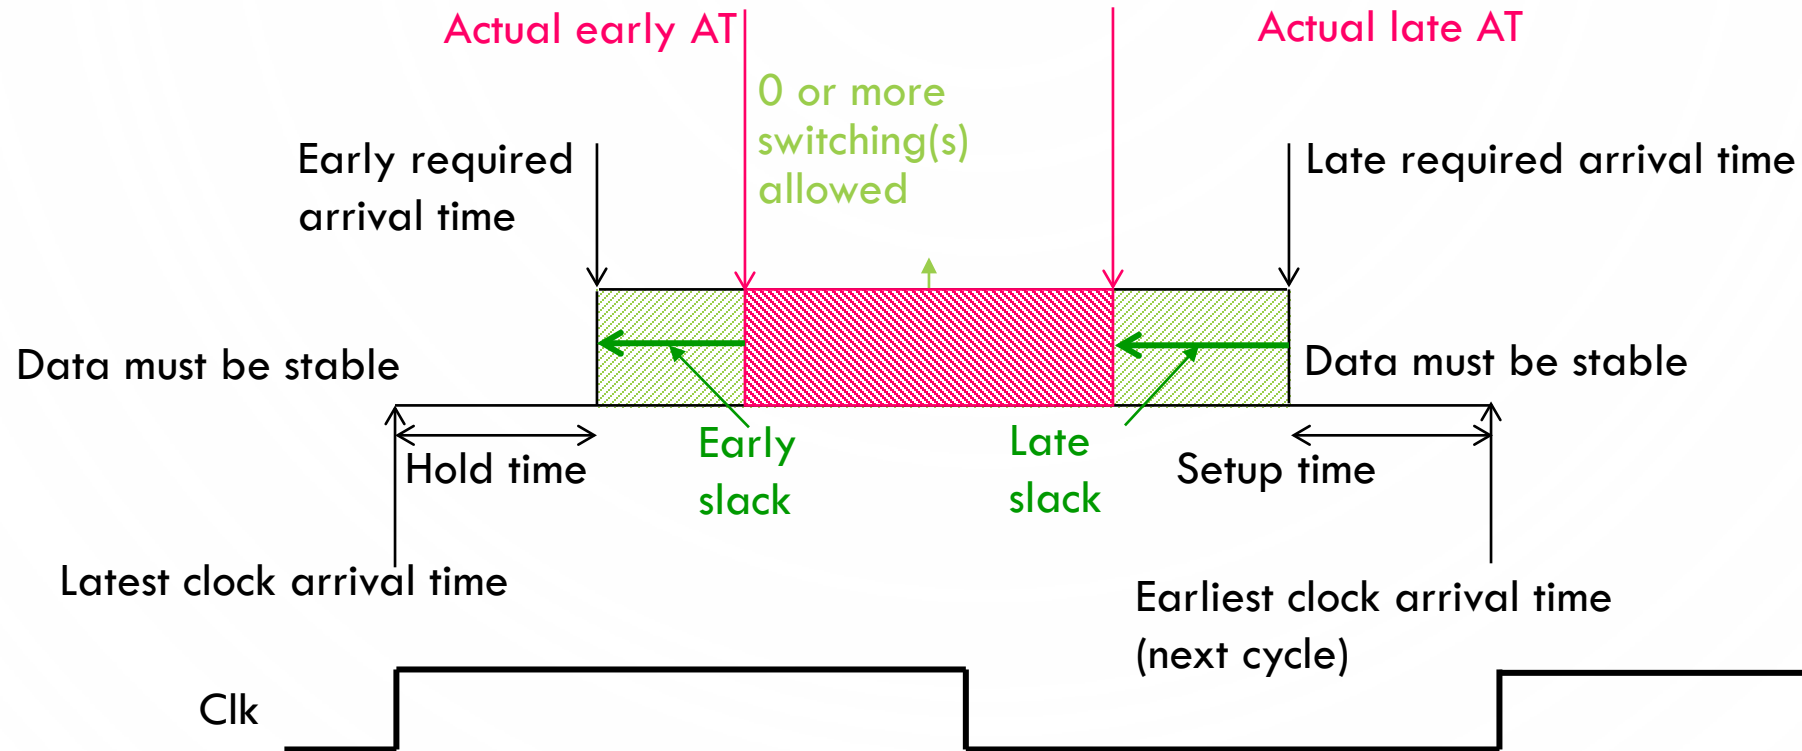 Actual early AT
Actual late AT
0 or more
switching(s)
allowed
Early required
arrival time
Late required arrival time
Data must be stable
Data must be stable
Early
slack
Late
slack
Hold time
Setup time
Latest clock arrival time
Earliest clock arrival time
(next cycle)
Clk